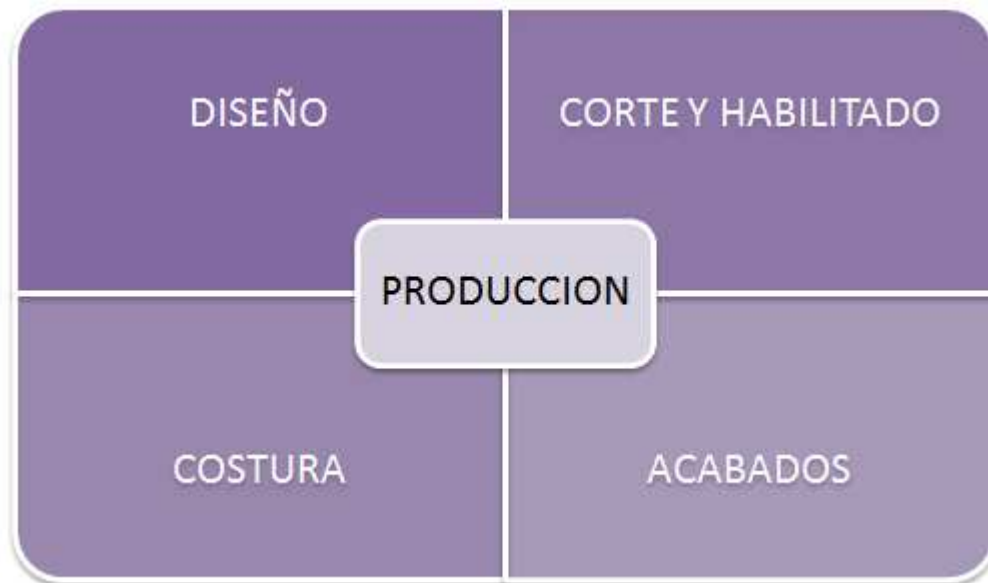 DISEÑO
CORTE Y HABILITADO
PRODUCCION
COSTURA
ACABADOS